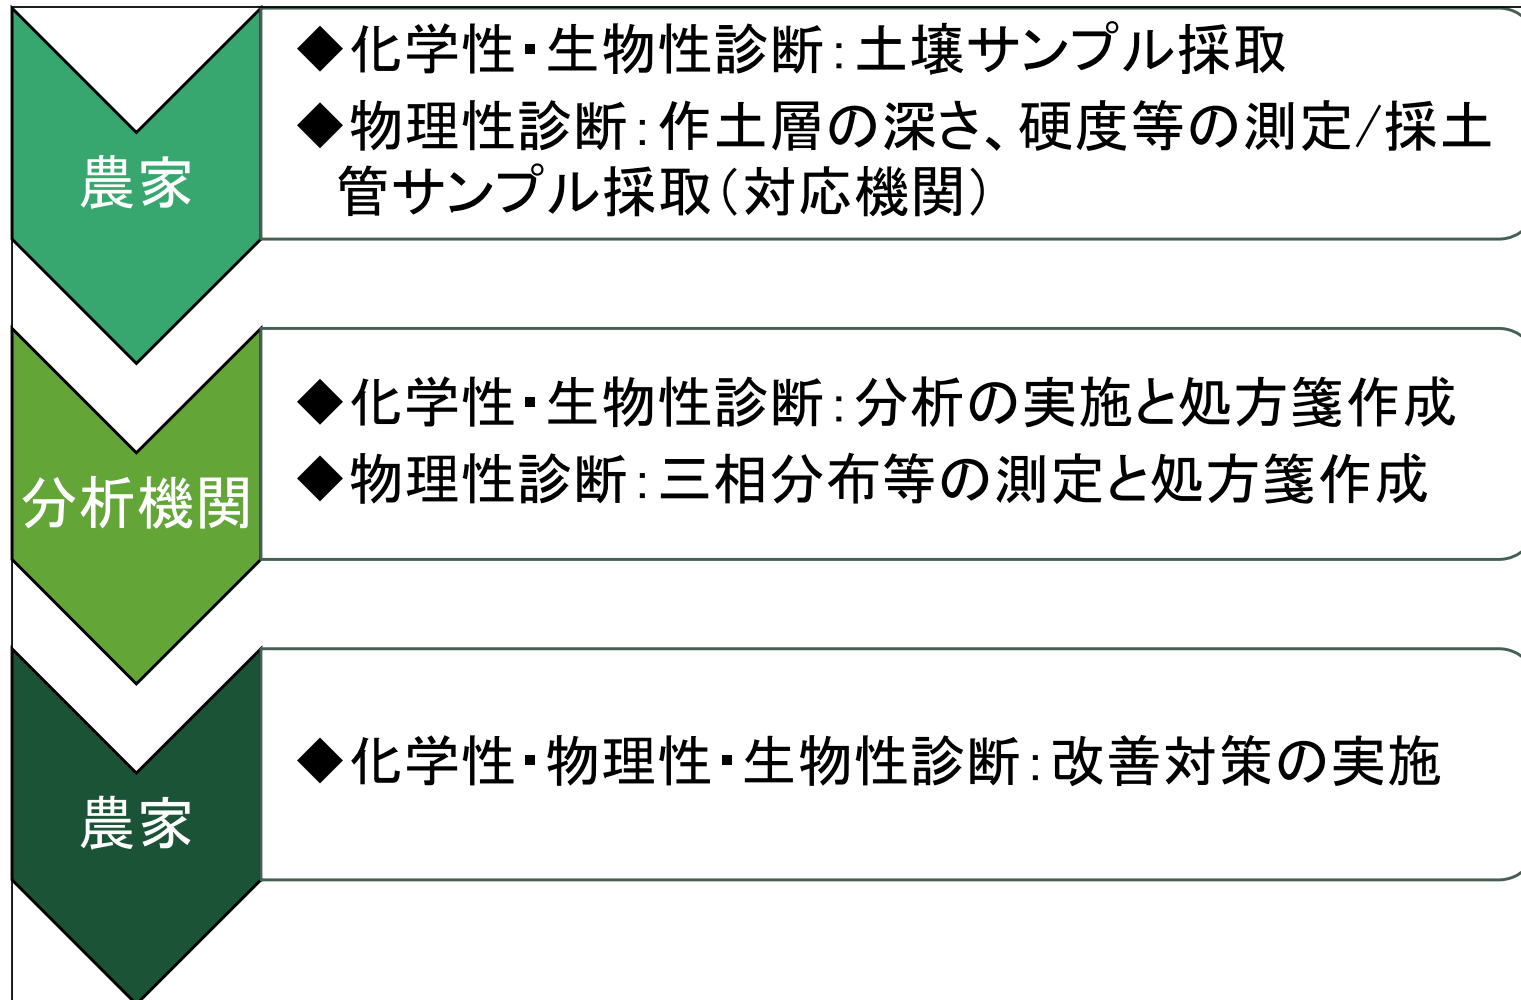 農家
◆化学性・生物性診断：土壌サンプル採取
◆物理性診断：作土層の深さ、硬度等の測定/採土
管サンプル採取（対応機関）
分析機関
◆化学性・生物性診断：分析の実施と処方箋作成
◆物理性診断：三相分布等の測定と処方箋作成
農家
◆化学性・物理性・生物性診断：改善対策の実施